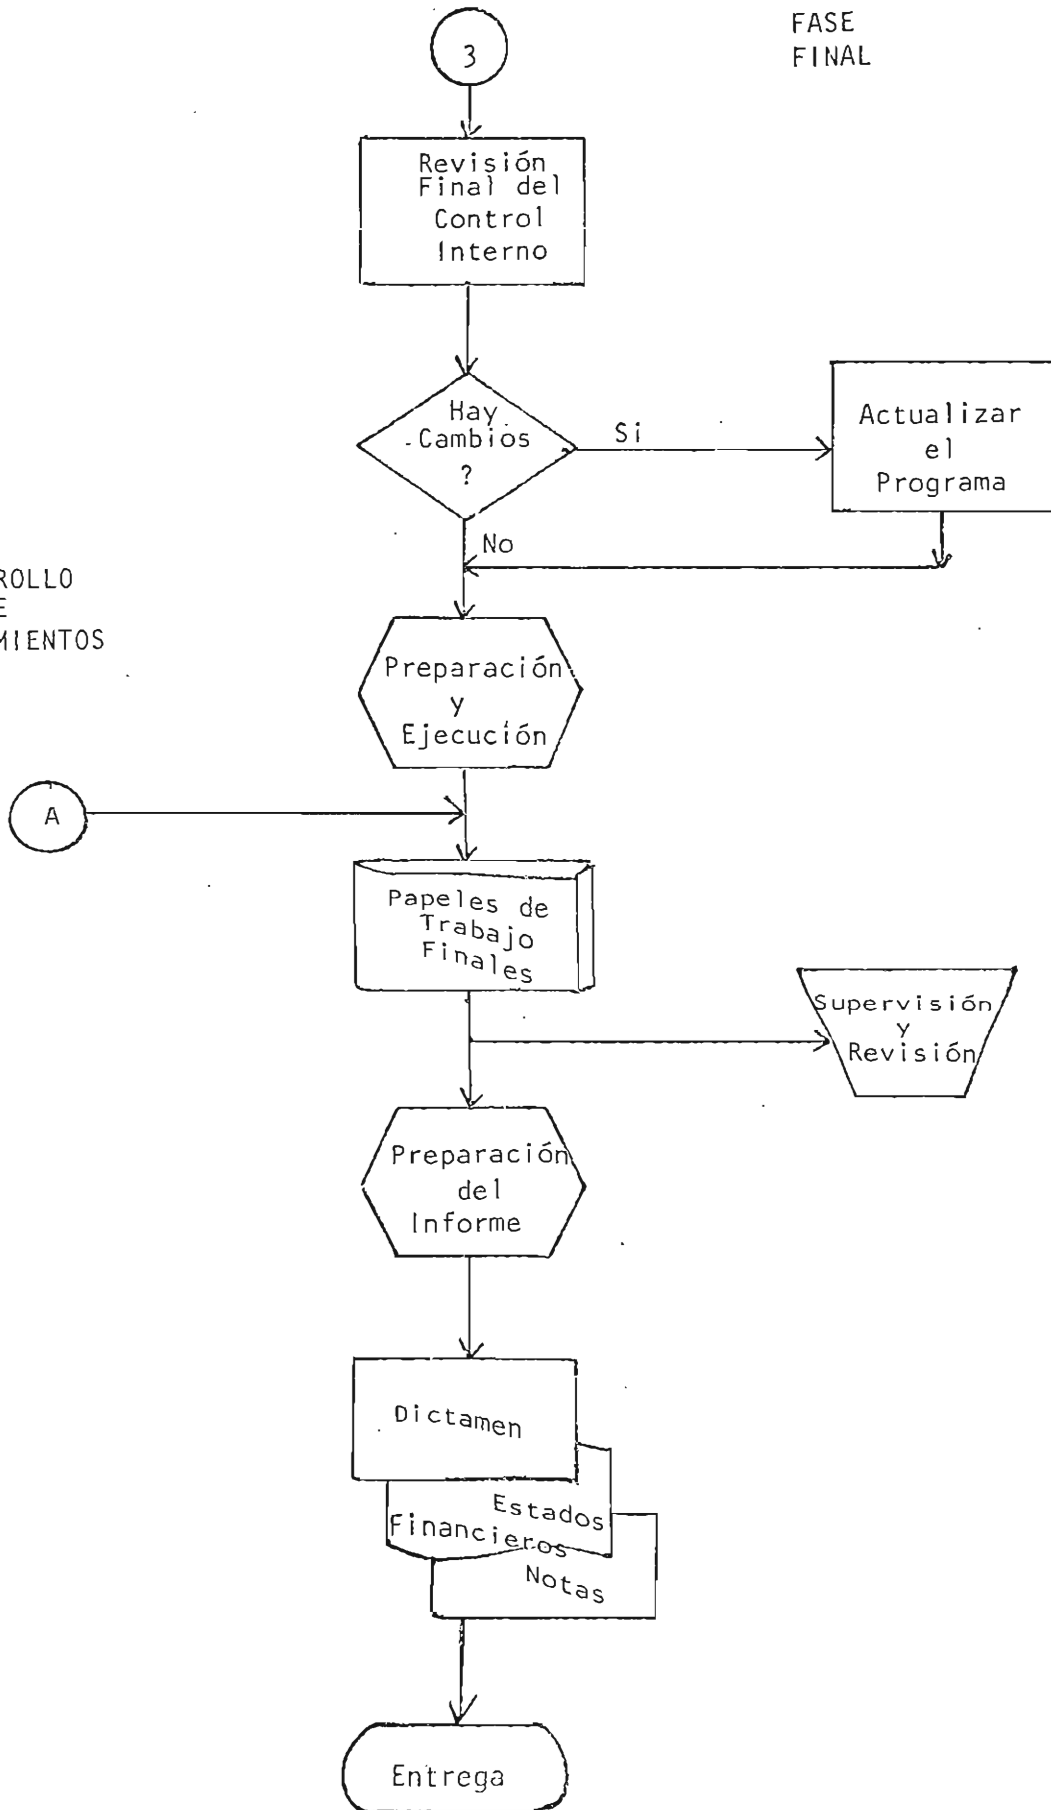 FASE
FINAL
3
Revisión
Final del
Control
Interno
Hay
Cambios
?
Si
Actualizar
el
Programa
No
ROLLO
E
MIENTOS
Preparación
y
Ejecución
A
Papeles de
Trabajo
Finales
Supervisión
y
Revisión
Preparación
del
Informe
Dictamen
Estados
Financieros
Notas
Entrega